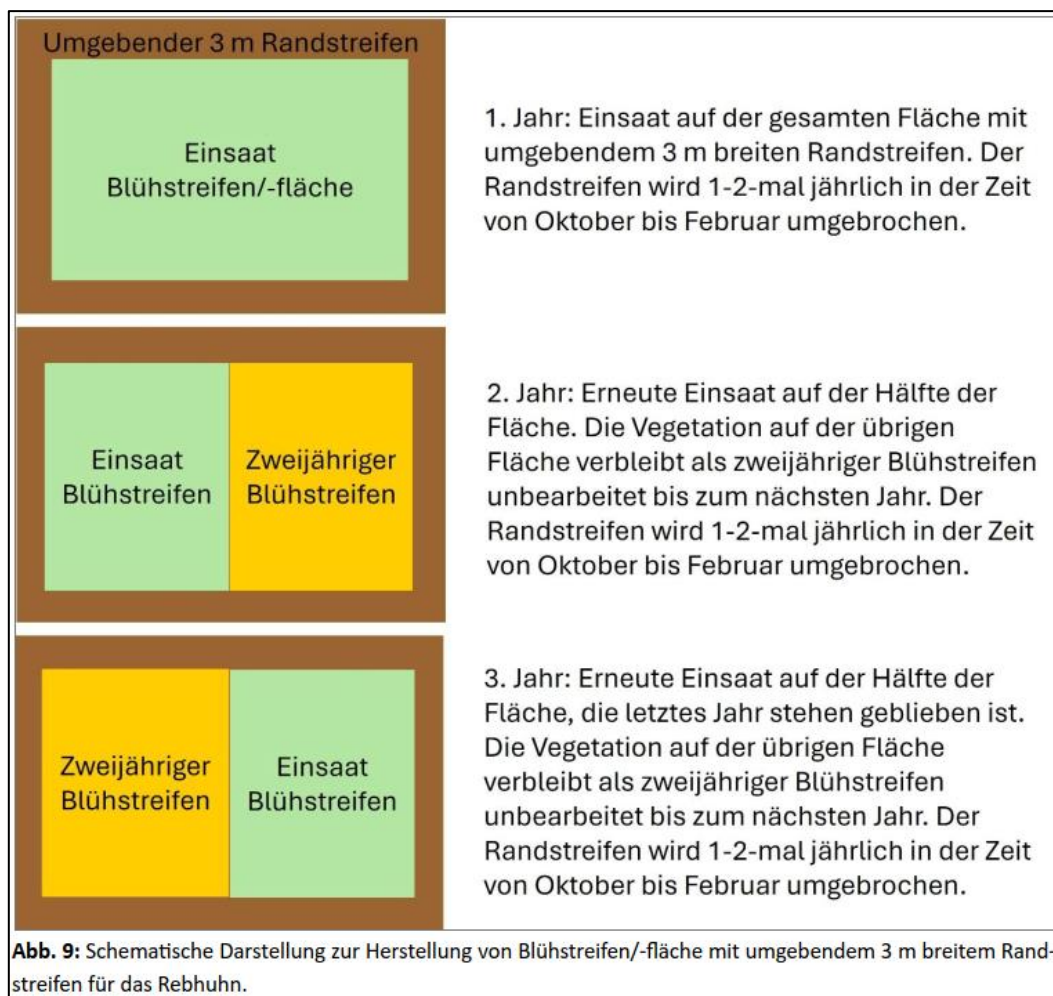 Umgebender 3 m Randstreifen
Einsaat
Blühstreifen/-fläche
1. Jahr: Einsaat auf der gesamten Fläche mit
umgebendem 3 m breiten Randstreifen. Der
Randstreifen wird 1-2-mal jährlich in der Zeit
von Oktober bis Februar umgebrochen.
Einsaat
Blühstreifen
Zweijähriger
Blühstreifen
2. Jahr: Erneute Einsaat auf der Hälfte der
Fläche. Die Vegetation auf der übrigen
Fläche verbleibt als zweijähriger Blühstreifen
unbearbeitet bis zum nächsten Jahr. Der
Randstreifen wird 1-2-mal jährlich in der Zeit
von Oktober bis Februar umgebrochen.
Zweijähriger
Blühstreifen
Einsaat
Blühstreifen
3. Jahr: Erneute Einsaat auf der Hälfte der
Fläche, die letztes Jahr stehen geblieben ist.
Die Vegetation auf der übrigen Fläche
verbleibt als zweijähriger Blühstreifen
unbearbeitet bis zum nächsten Jahr. Der
Randstreifen wird 1-2-mal jährlich in der Zeit
von Oktober bis Februar umgebrochen.
Abb. 9: Schematische Darstellung zur Herstellung von Blühstreifen/-fläche mit umgebendem 3 m breitem Rand-
streifen für das Rebhuhn.